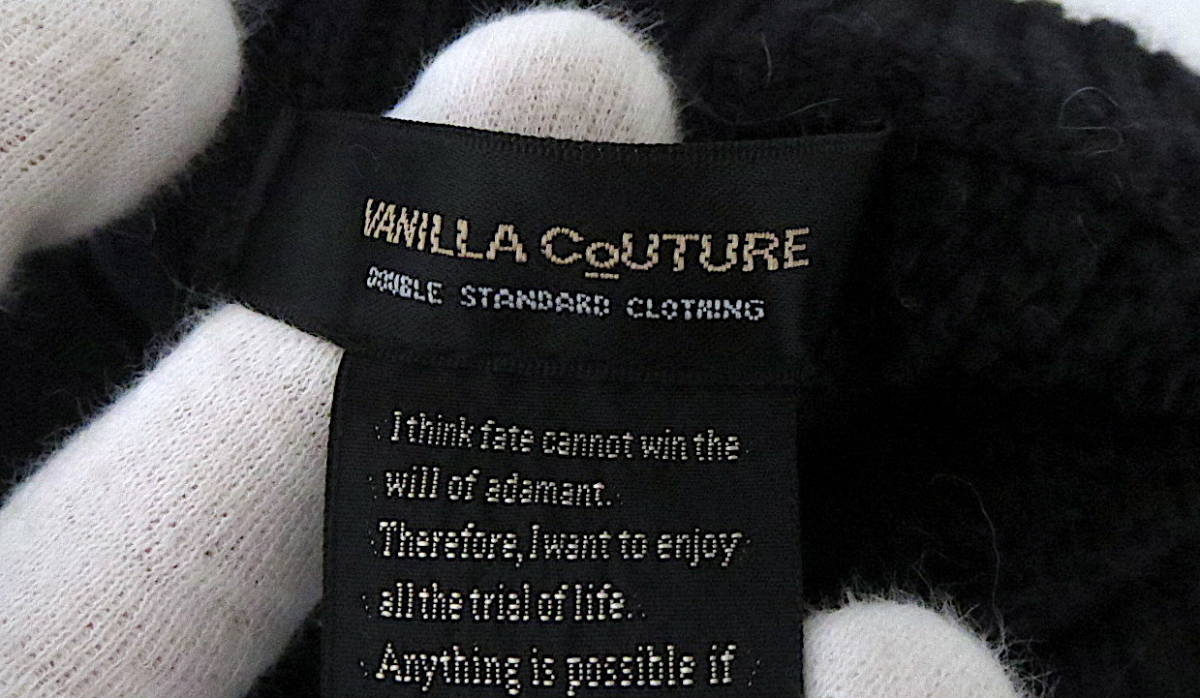 VANILLA CoUTURE
DOUBLE STANDARD CLOTHING
I think fate cannot win the
will of adamant.
Therefore, I want to enjoy
all the trial of life.
Anything is possible if